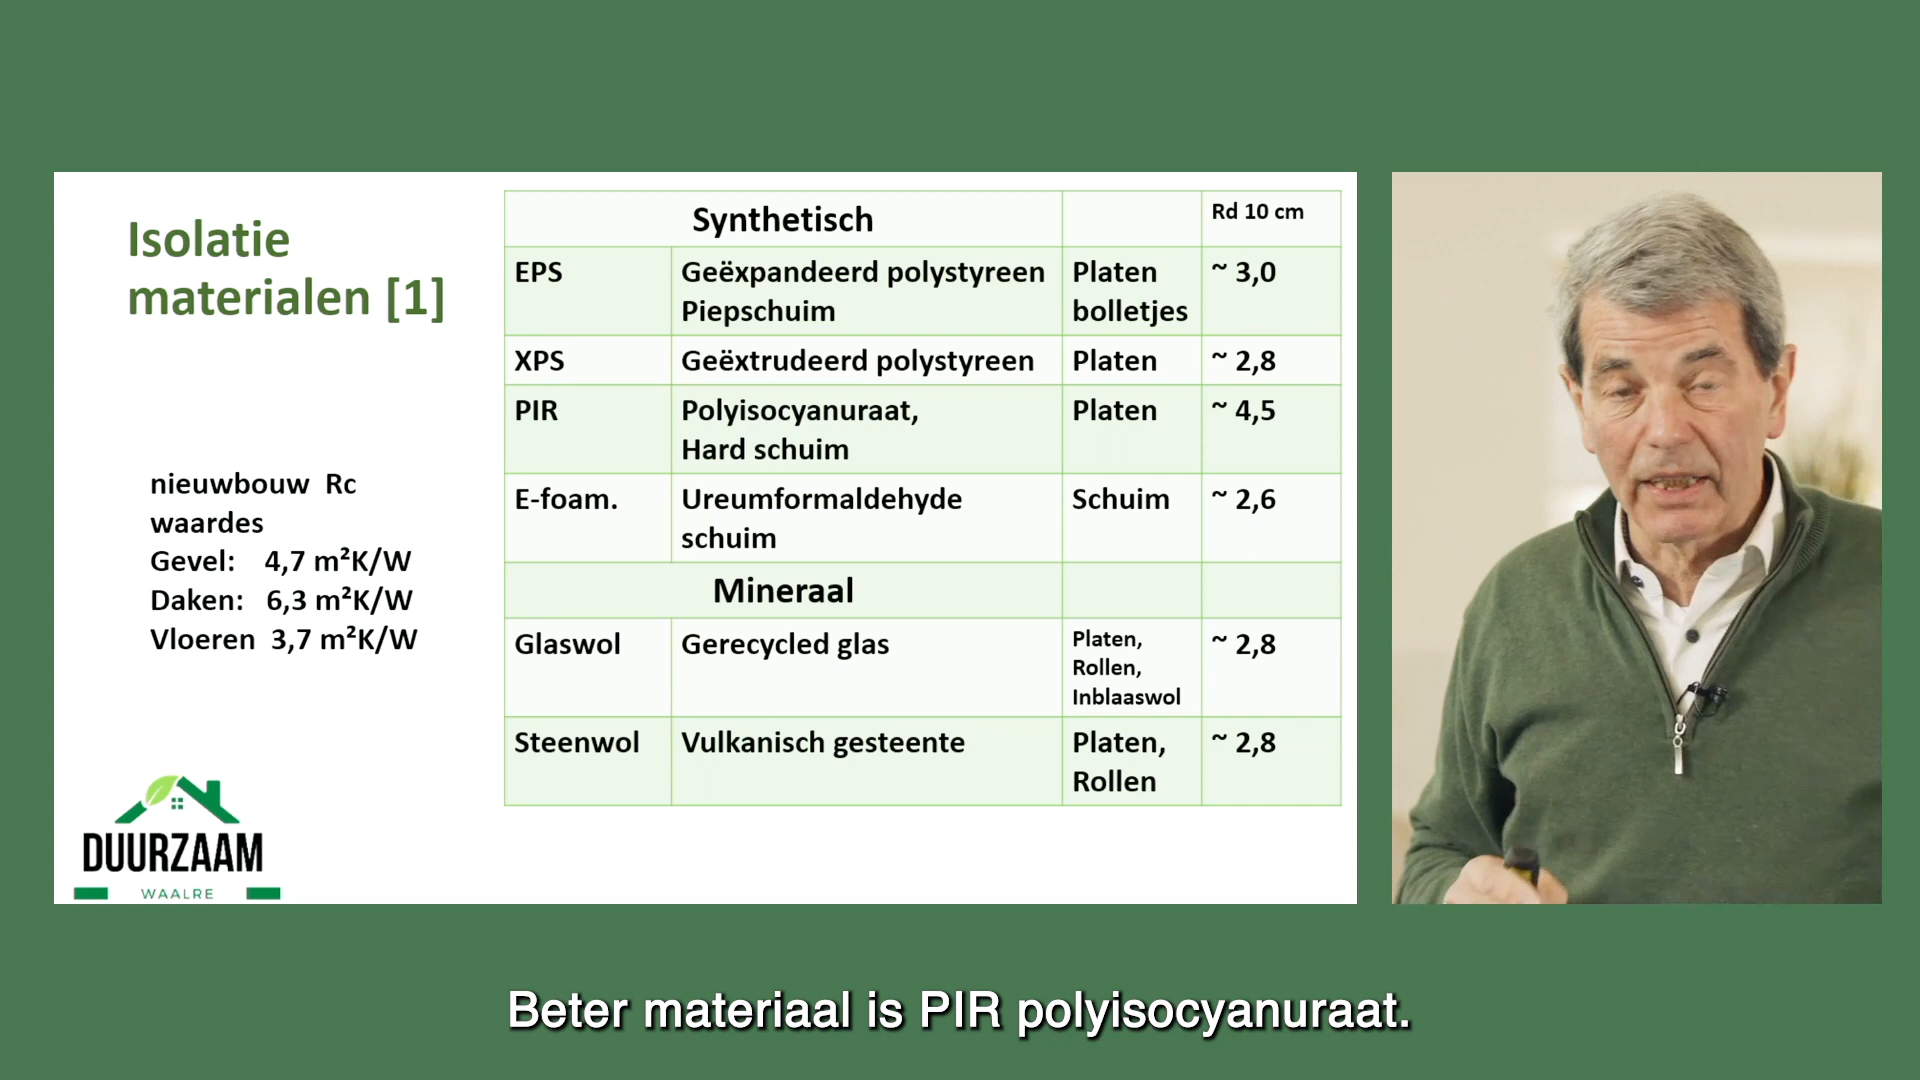 Isolatie
materialen [1]
nieuwbouw Rc
waardes
Gevel: 4,7 m²K/W
Daken: 6,3 m²K/W
Vloeren 3,7 m²K/W
DUURZAAM
WAALRE
Synthetisch Rd 10 cm
EPS Geëxpandeerd polystyreen Platen ~ 3,0
Piepschuim bolletjes
XPS Geëxtrudeerd polystyreen Platen ~ 2,8
PIR Polyisocyanuraat, Platen ~ 4,5
Hard schuim
E-foam. Ureumformaldehyde Schuim ~ 2,6
schuim
Mineraal
Glaswol Gerecycled glas Platen, ~ 2,8
Rollen,
Inblaaswol
Steenwol Vulkanisch gesteente Platen, ~ 2,8
Rollen
Beter materiaal is PIR polyisocyanuraat.